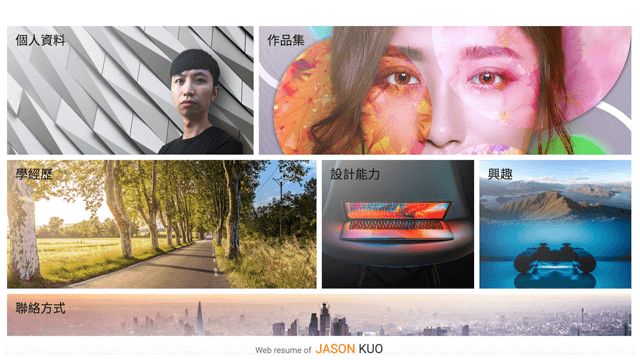 個人資料
作品集
學經歷
設計能力
興趣
聯絡方式
Web resume of JASON KUO